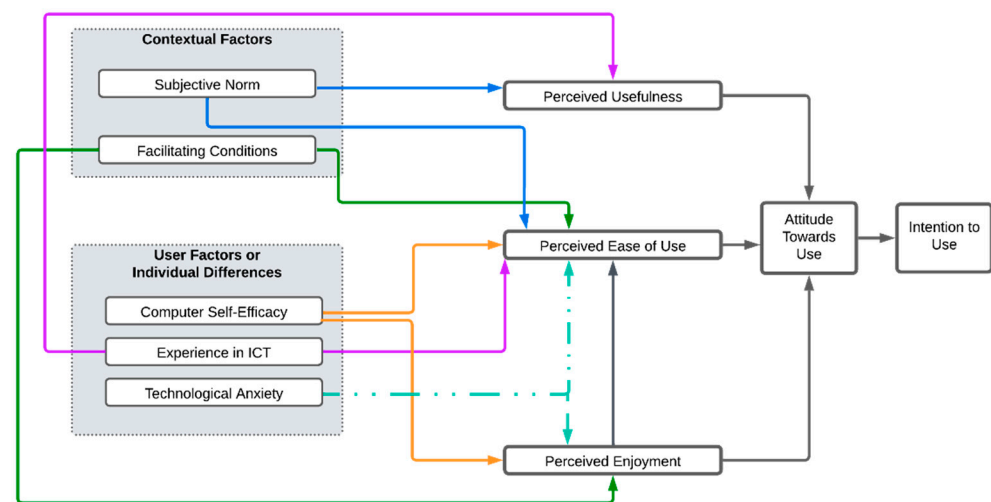 Contextual Factors
Subjective Norm
Perceived Usefulness
Facilitating Conditions
Attitude
Towards
Use
Intention to
Use
Perceived Ease of Use
User Factors or
Individual Differences
Computer Self-Efficacy
Experience in ICT
Technological Anxiety
Perceived Enjoyment